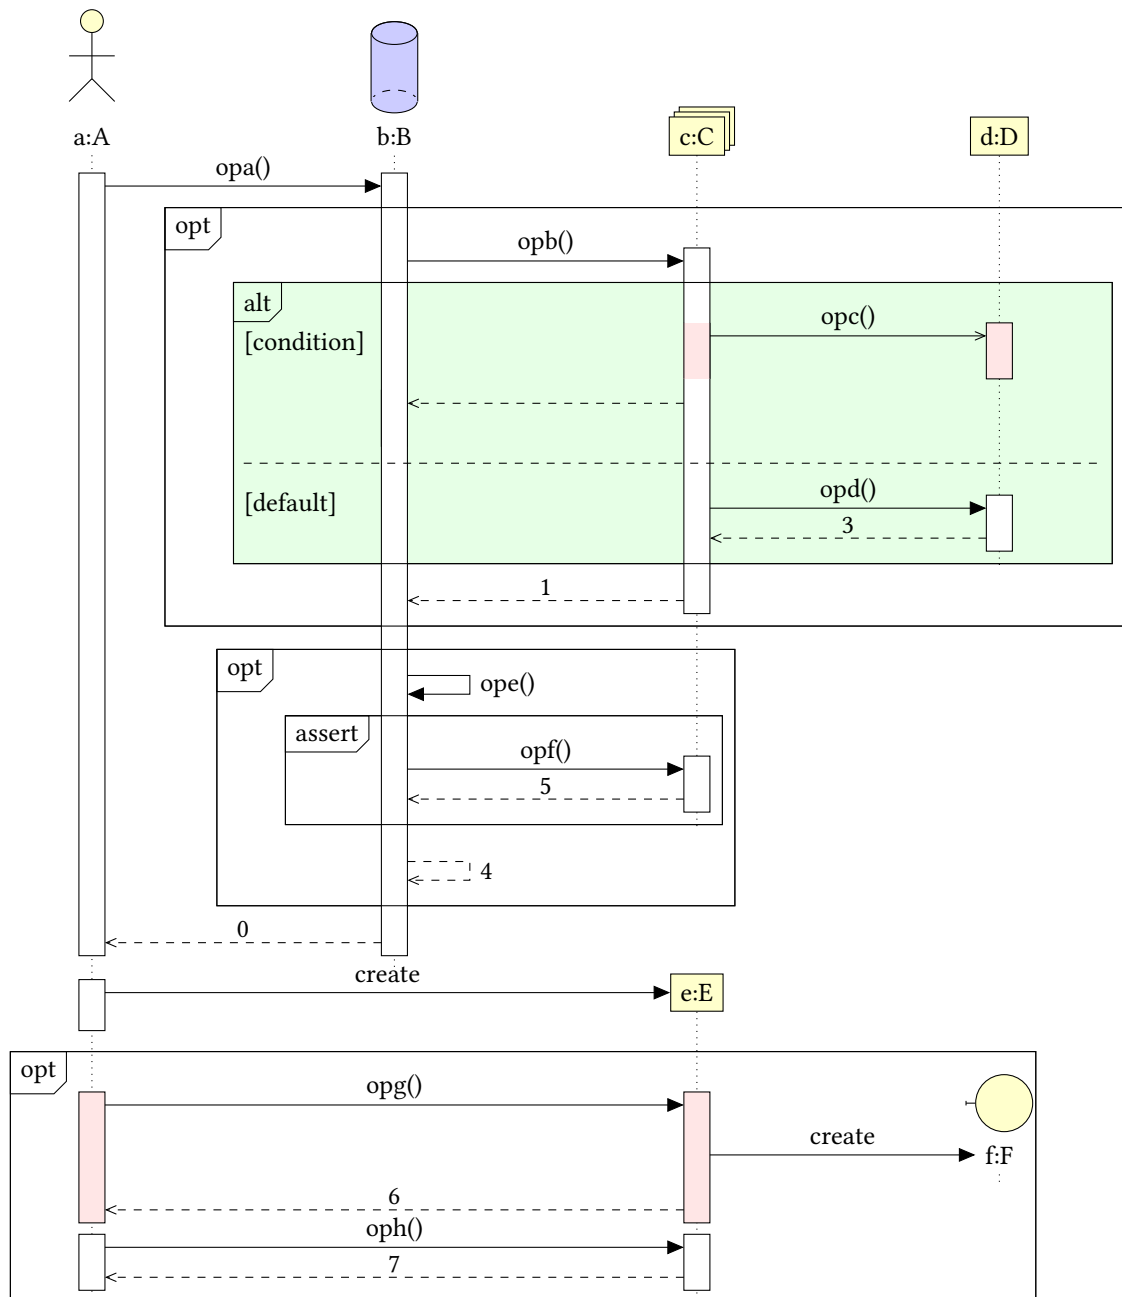 a:A
b:B
c:C
d:D
opa()
opt
opb()
alt
opc()
[condition]
opd()
[default]
3
1
opt
ope()
assert
opf()
5
4
0
create
e:E
opt
opg()
create
f:F
6
oph()
7